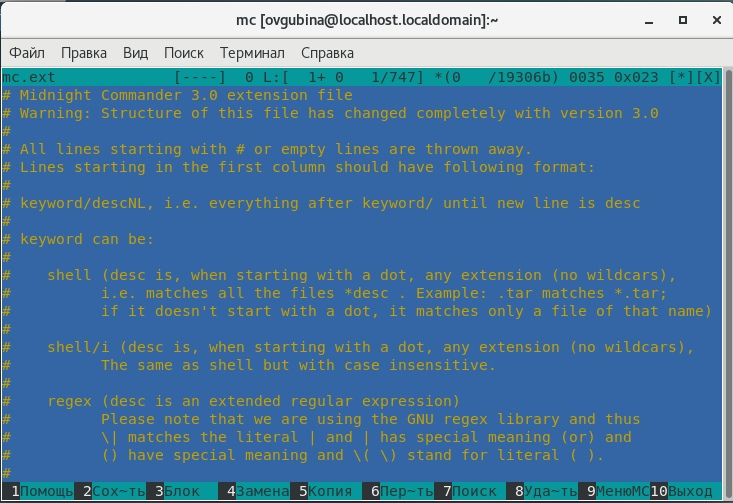 mc [ovgubina@localhost.localdomain]:~
Файл Правка Вид Поиск Терминал Справка
mc.ext [----] 0 L:[ 1+ 0 1/747] *(0 /19306b) 0035 0x023 [*][X]
# Midnight Commander 3.0 extension file
# Warning: Structure of this file has changed completely with version 3.0
#
# All lines starting with # or empty lines are thrown away.
# Lines starting in the first column should have following format:
#
# keyword/descNL, i.e. everything after keyword/ until new line is desc
#
# keyword can be:
#
# shell (desc is, when starting with a dot, any extension (no wildcars),
# i.e. matches all the files *desc . Example: .tar matches *.tar;
# if it doesn't start with a dot, it matches only a file of that name)
#
# shell/i (desc is, when starting with a dot, any extension (no wildcars),
# The same as shell but with case insensitive.
#
# regex (desc is an extended regular expression)
# Please note that we are using the GNU regex library and thus
# \| matches the literal | and | has special meaning (or) and
# () have special meaning and \( \) stand for literal ( ).
#
1Помощь 2Сох~ть 3Блок 4Замена 5Копия 6Пер~ть 7Поиск 8Уда~ть 9МенюМС 10Выход